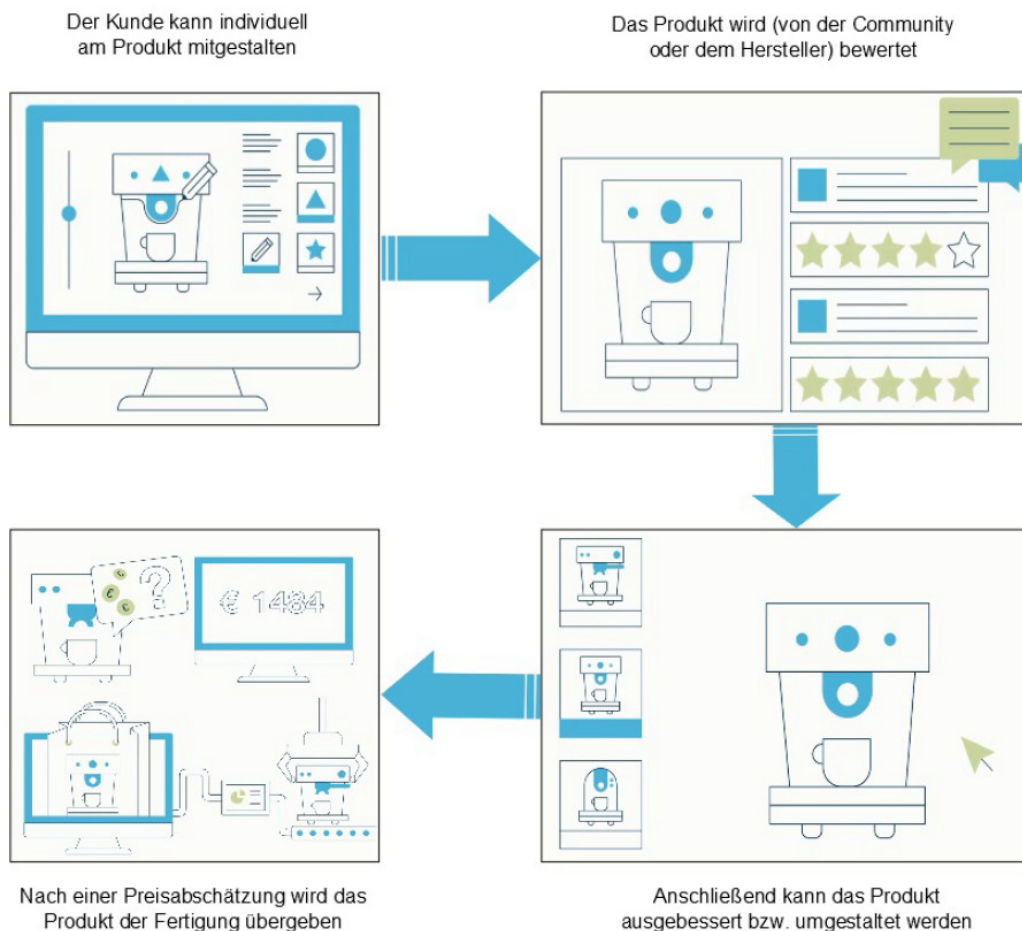 Der Kunde kann individuell
am Produkt mitgestalten
Das Produkt wird (von der Community
oder dem Hersteller) bewertet
€ 1484
Nach einer Preisabschätzung wird das
Produkt der Fertigung übergeben
Anschließend kann das Produkt
ausgebessert bzw. umgestaltet werden